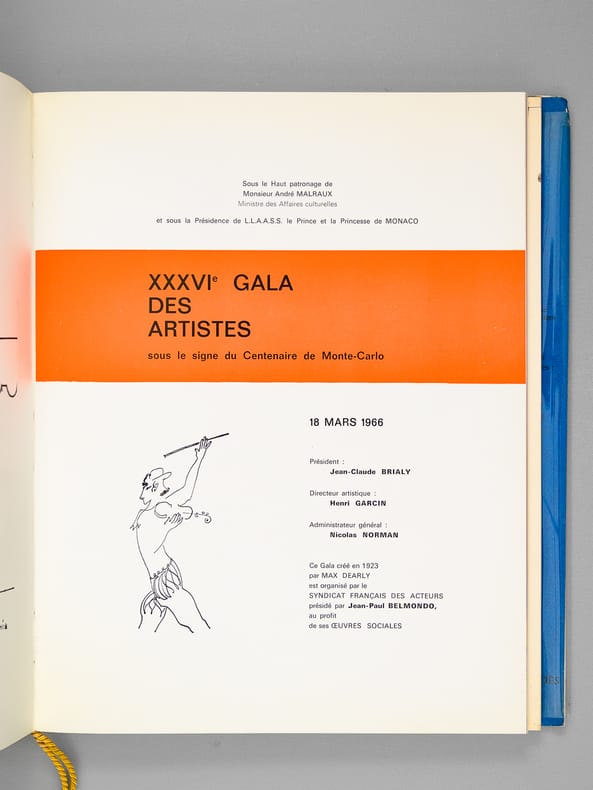 Sous le Haut patronage de
Monsieur André MALRAUX
Ministre des Affaires culturelles
et sous la Présidence de L.L.A.A.S.S. le Prince et la Princesse de MONACO
XXXVIe GALA
DES
ARTISTES
sous le signe du Centenaire de Monte-Carlo
18 MARS 1966
Président :
Jean-Claude BRIALY
Directeur artistique :
Henri GARCIN
Administrateur général :
Nicolas NORMAN
Ce Gala créé en 1923
par MAX DEARLY
est organisé par le
SYNDICAT FRANÇAIS DES ACTEURS
présidé par Jean-Paul BELMONDO,
au profit
de ses ŒUVRES SOCIALES